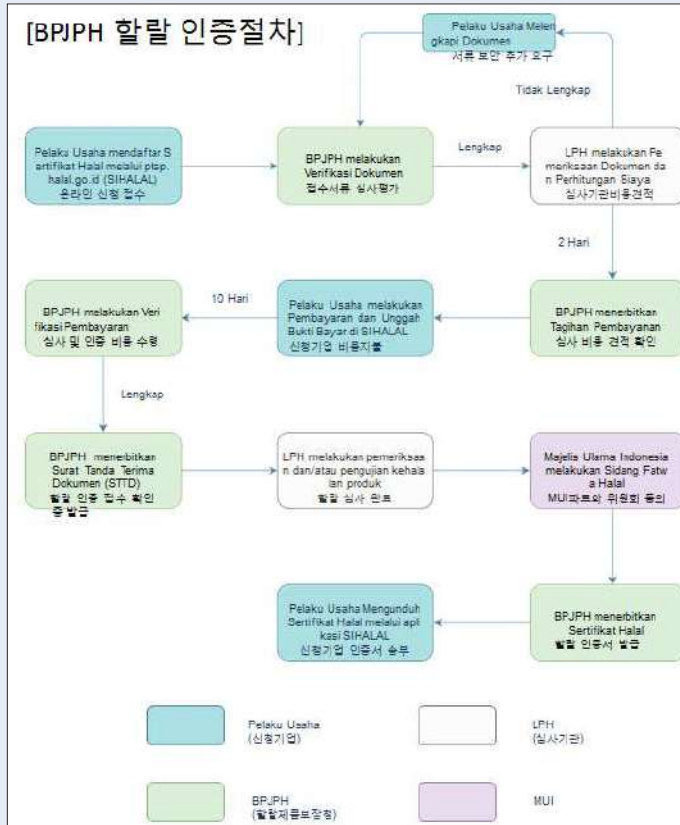 [BPJPH 할랄 인증절차]
Pelaku Usaha Melen
gkapi Dokumen
서류 보안 추가 요구
Tidak Lengkap
Pelaku Usaha mendaftar S
ertifikat Halal melalui ptsp.
halal.go.id (SIHALAL)
온라인 신청 접수
BPJPH melakukan
Verifikasi Dokumen
접수서류 심사평가
Lengkap
LPH melakukan Pe
meriksaan Dokumen da
n Perhitungan Biaya
심사기관비용견적
2 Hari
BPJPH menerbitkan
Tagihan Pembayanan
심사 비용 견적 확인
Pelaku Usaha melakukan
Pembayaran dan Unggah
Bukti Bayar di SIHALAL
신청기업 비용지불
10 Hari
BPJPH melakukan Veri
fikasi Pembayaran
심사 및 인증 비용 수령
Lengkap
BPJPH menerbitkan
Surat Tanda Terima
Dokumen (STTD)
할랄 인증 접수 확인
증 발급
LPH melakukan pemeriksaa
n dan/atau pengujian kehala
lan produk
할랄 심사 완료
Majelis Ulama Indonesia
melakukan Sidang Fatw
a Halal
MUI파트와 위원회 동의
BPJPH menerbitkan
Sertifikat Halal
할랄 인증서 발급
Pelaku Usaha Mengunduh
Sertifikat Halal melalui apl
ikasi SIHALAL
신청기업 인증서 송부
Pelaku Usaha
(신청기업)
LPH
(심사기관)
BPJPH
(할랄제품보장청)
MUI